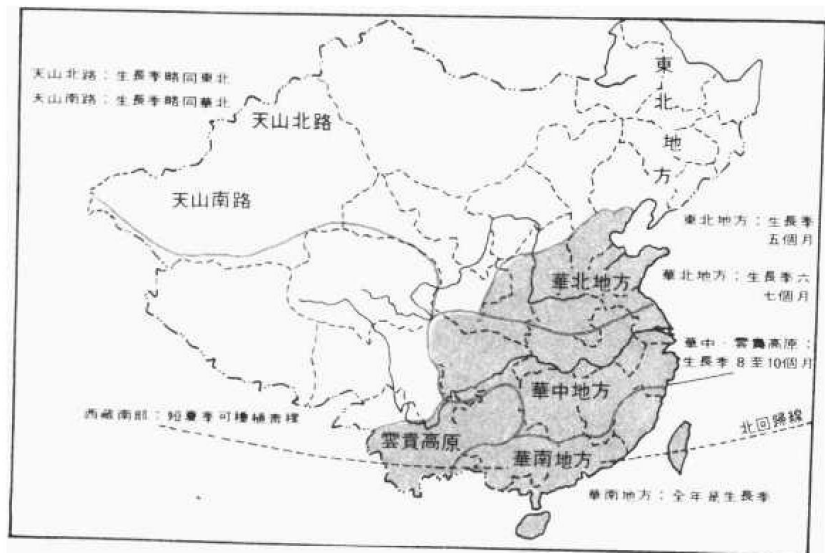 天山北路：生長季略同東北
天山南路：生長季略同華北
天山北路
天山南路
東
北
地
方
東北地方：生長季
五個月
華北地方
華北地方：生長季六
七個月
華中·雲貴高原：
生長季8至10個月
華中地方
西藏南部：短夏季可種植青稞
雲貴高原
華南地方
北回歸線
華南地方：全年是生長季